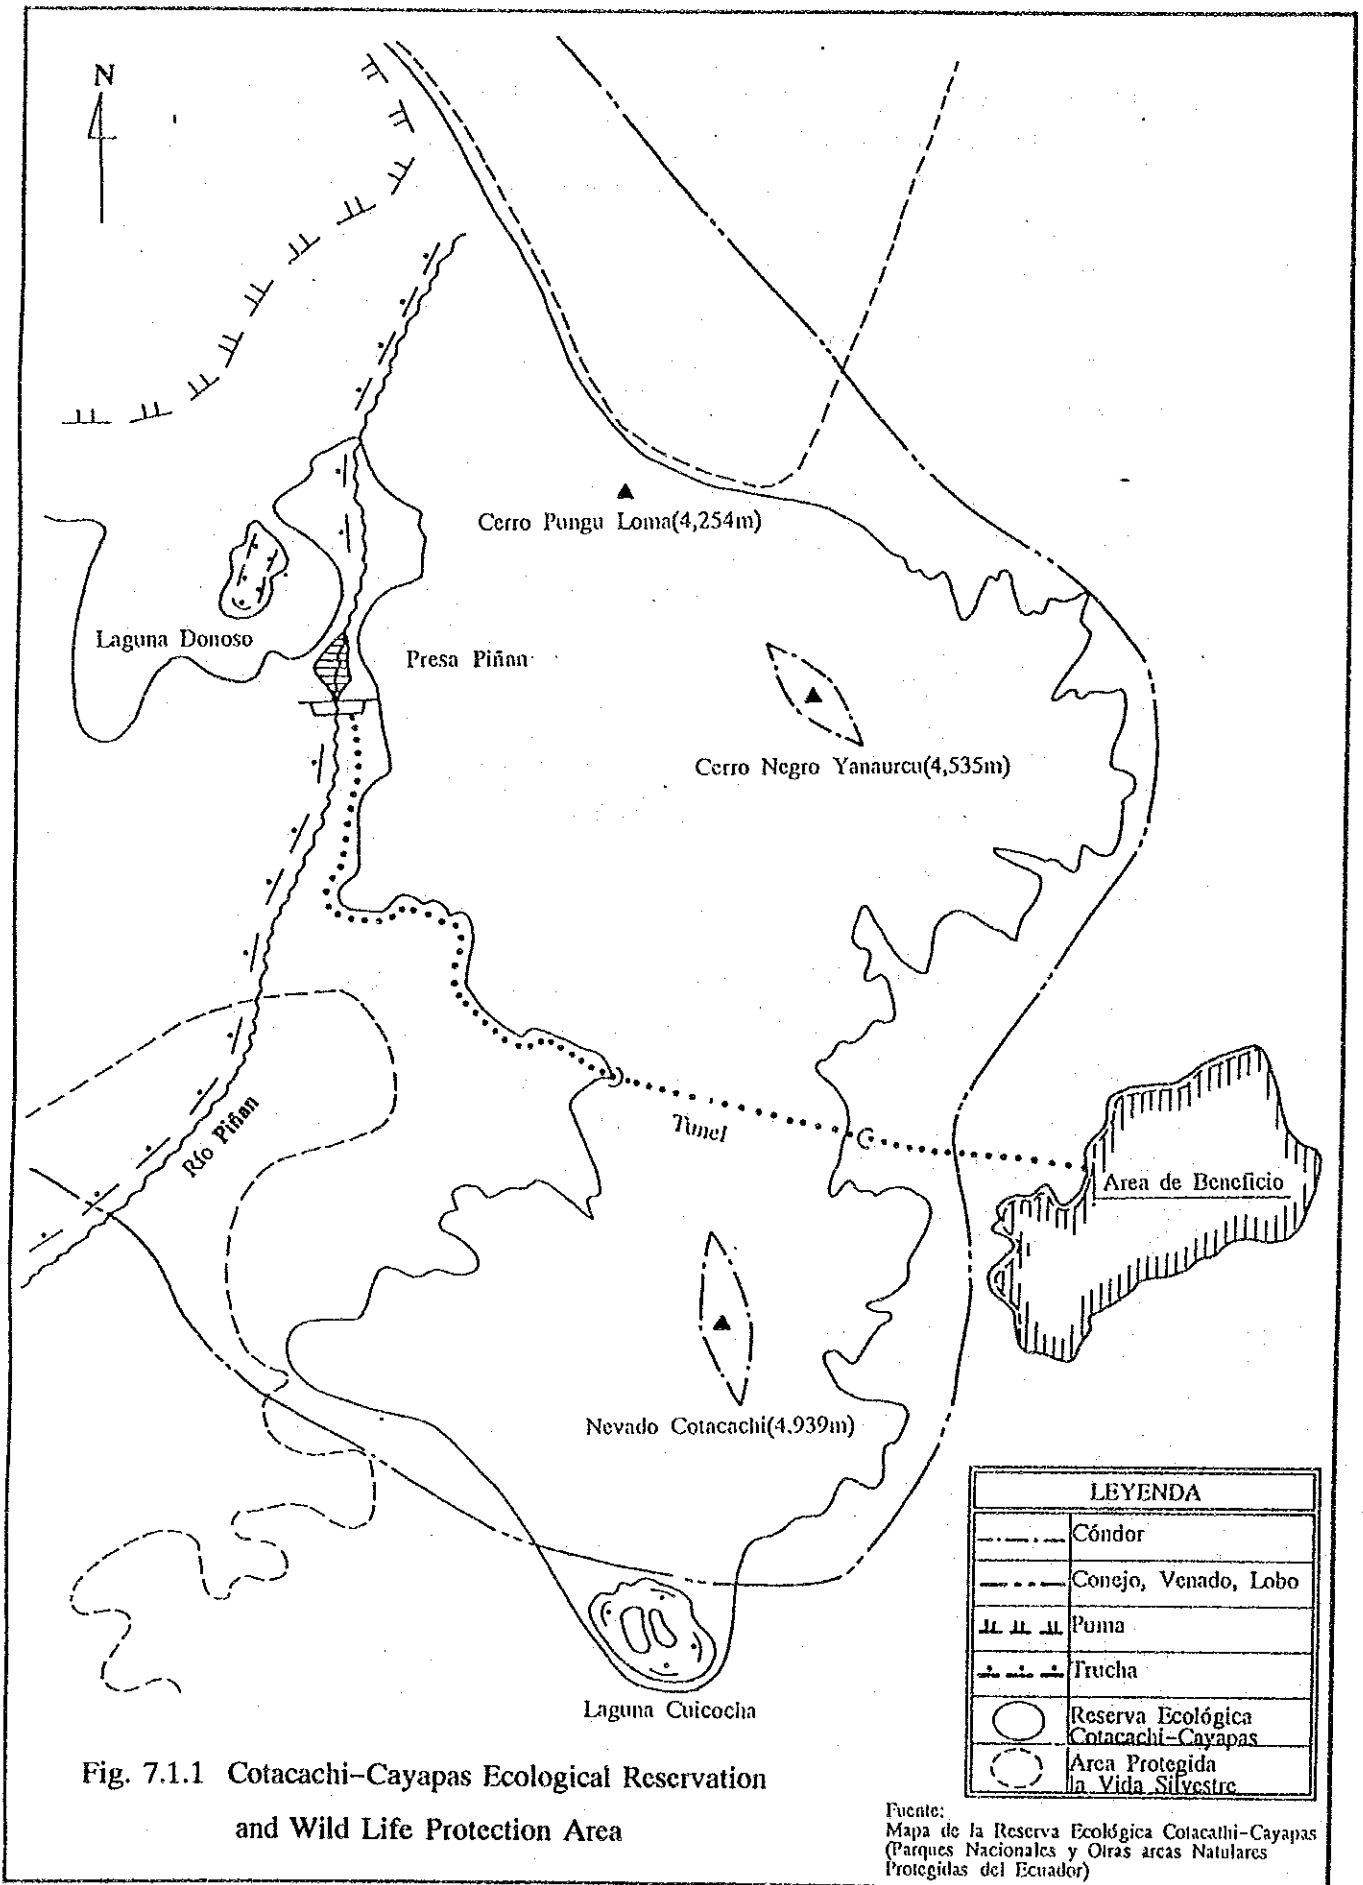 N
Cerro Pungu Loma(4,254m)
Laguna Donoso
Presa Piñan
Cerro Negro Yanaurcu(4,535m)
Tunel
Río Piñan
Area de Beneficio
Nevado Cotacachi(4.939m)
Laguna Cuicocha
LEYENDA
Cóndor
Conejo, Venado, Lobo
Puma
Trucha
Reserva Ecológica
Cotacachi-Cayapas
Area Protegida
la Vida Silvestre
Fig. 7.1.1 Cotacachi-Cayapas Ecological Reservation
and Wild Life Protection Area
Fuente:
Mapa de la Reserva Ecológica Cotacathi-Cayapas
(Parques Nacionales y Otras areas Natulares
Protegidas del Ecuador)